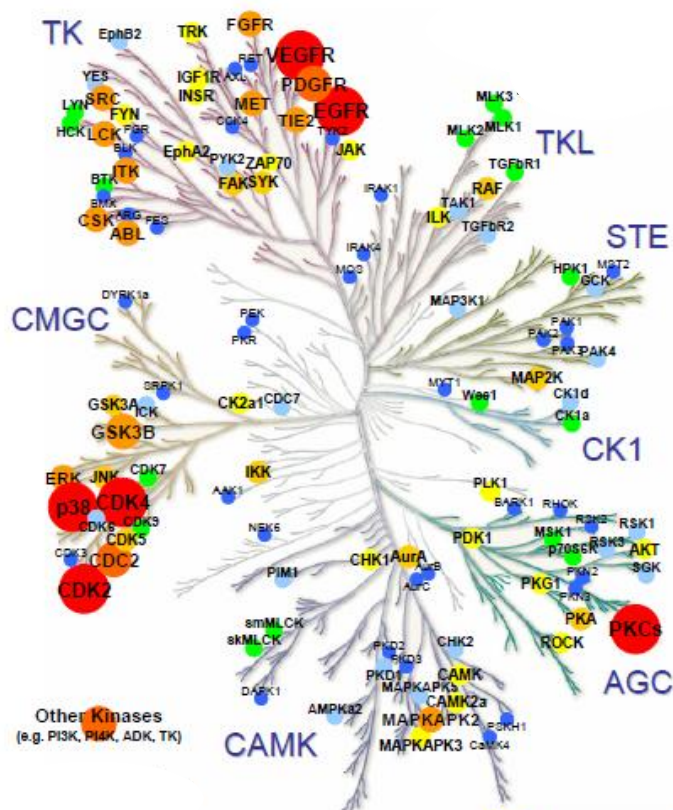 TK
EphB2
TRK
FGFR
VEGFR
RET
AXL
IGF1R
INSR
PDGFR
YES
SRC
LYN
FYN
MET
EGFR
TIE2
HCK
LCK
FGR
CCK4
TYK2
BLK
EphA2
JAK
ITK
PYK2
ZAP70
BTK
FAK
SYK
BMX
CSK
ARG
ABL
FES
MLK3
MLK1
MLK2
TKL
TGFbR1
IRAK1
RAF
TAK1
ILK
TGFbR2
IRAK4
MOS
STE
HPK1
MST2
GCK
MAP3K1
PAK1
PAK2
PAK3
PAK4
MAP2K
MYT1
Wee1
CK1d
CK1a
CK1
DYRK1a
CMGC
PEK
PKR
SRPK1
GSK3A
ICK
CK2a1
CDC7
GSK3B
ERK
JNK
CDK7
IKK
p38
CDK4
AAK1
CDK6
CDK9
CDK5
NEK6
CDK3
CDC2
CDK2
PLK1
BARK1
RHOK
RSK2
RSK1
MSK1
PDK1
RSK3
AKT
p70S6K
CHK1
AurA
AurB
AurC
PKN2
SGK
PIM1
PKG1
PKN3
PKA
PKCs
ROCK
AGC
smMLCK
skMLCK
PKD2
PKD3
CHK2
PKD1
CAMK
MAPKAPK5
DAPK1
AMPKa2
CAMK2a
MAPKAPK2
PSKH1
MAPKAPK3
CaMK4
CAMK
Other Kinases
(e.g. PI3K, PI4K, ADK, TK)